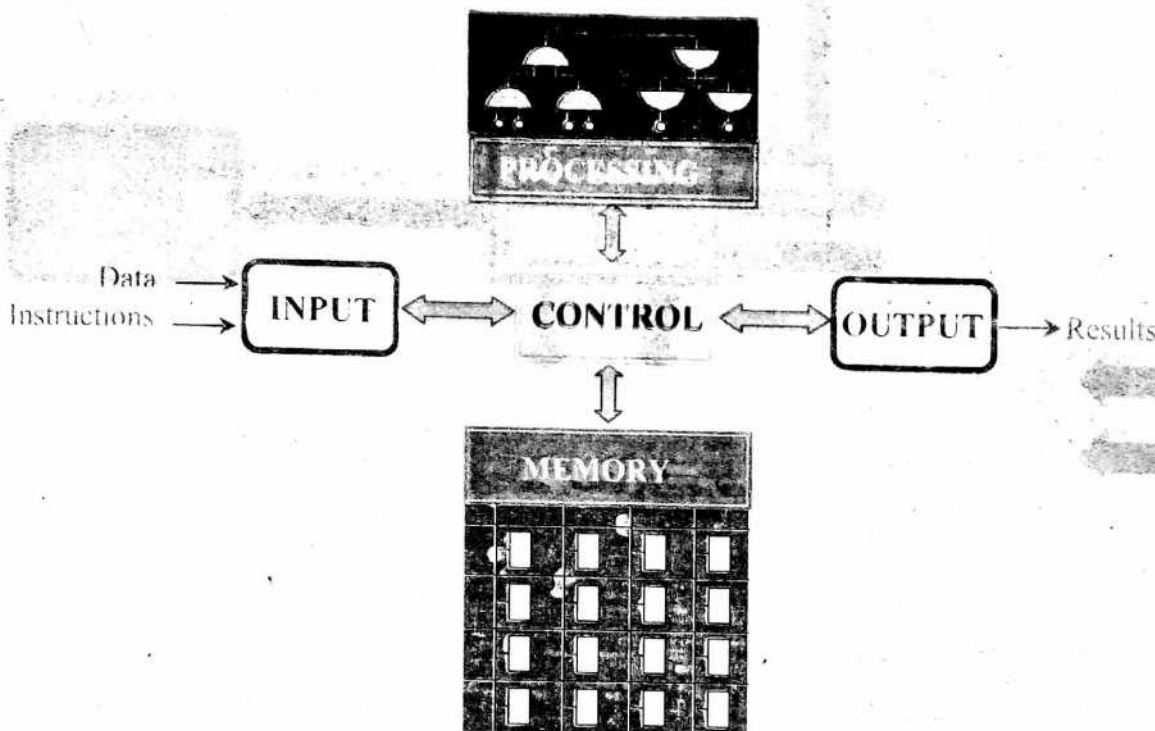 PROCESSING
Data
Instructions
INPUT
CONTROL
OUTPUT
Results
MEMORY